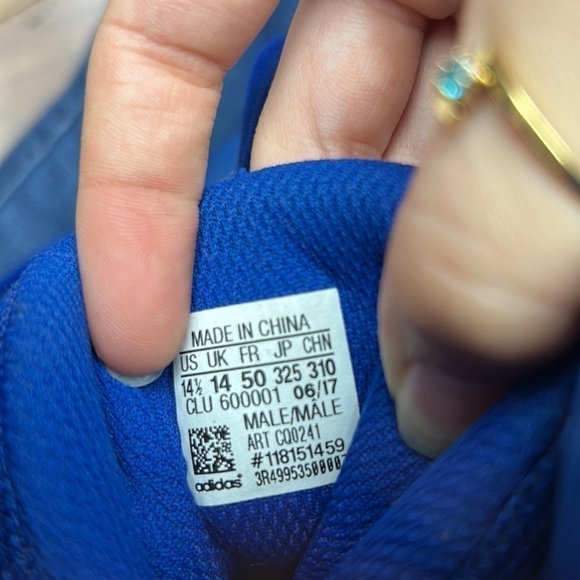 MADE IN CHINA
US UK FR JP CHN
14½ 14 50 325 310
CLU 600001 06/17
MALE/MÂLE
ART CQ0241
#118151459
adidas